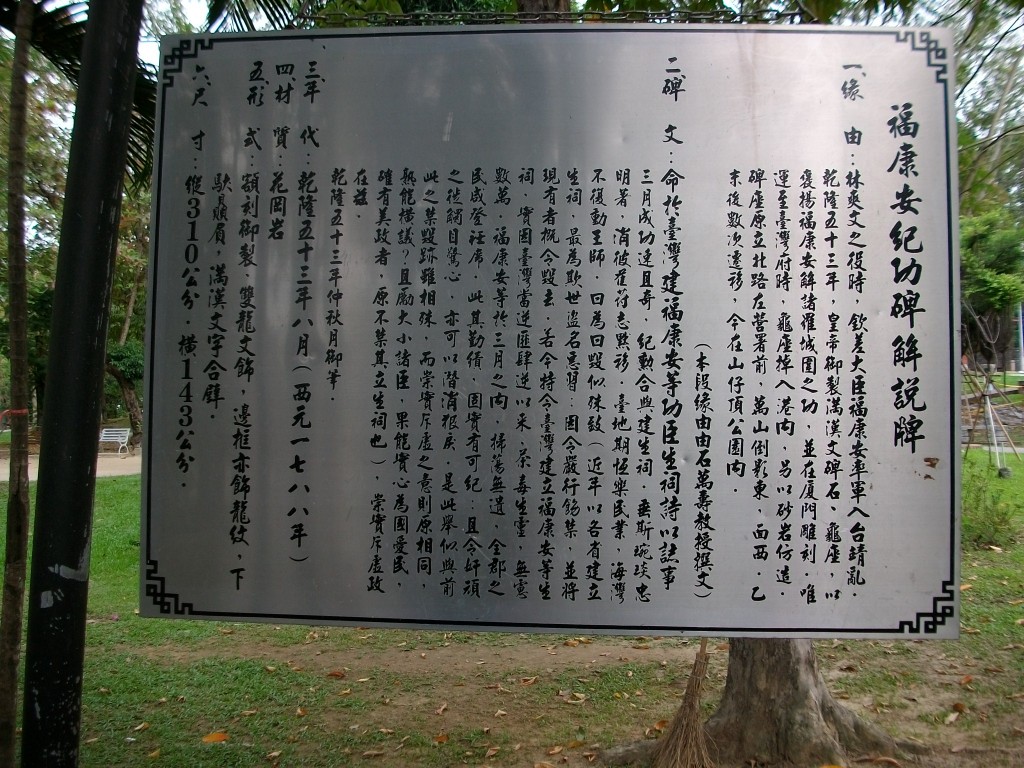 福康安紀功碑解說牌
一、緣　由：林爽文之役時，欽差大臣福康安率軍入台靖亂．
乾隆五十三年，皇帝御製滿漢文碑石，龜座，以
褒揚福康安解諸羅城圍之功，並在廈門雕刻．唯
運至臺灣府時，龜座掉入港內，另以砂岩仿造．
碑座原立北路左營署前，萬山倒影東，面西，乙
未後數次遷移，今在山仔頂公園內．
（本段緣由由石萬壽教授撰文）
二、碑　文：命於臺灣建福康安等功臣生祠詩以誌事
三月成功速且奇，紀勳合與建生祠，垂斯琬琰忠
明著，消彼萑苻志默移．臺地期恆樂民業，海灣
不復動王師，曰為曰毀似殊致（近年以各省建立
生祠，最為欺世盜名惡習；因令嚴行飭禁，並將
現有者概令毀去，若今特令臺灣建立福康安等生
祠，實因臺灣當逆匪肆逆以來，荼毒生靈，無慮
數萬，福康安等於三月之內，掃蕩無遺，全郡之
民咸登衽席，此其勳績，固實有可紀；且令奸頑
之徒觸目驚心，亦可以潛消根戾，是此舉似與前
此之禁毀跡雖相殊，而崇實斥虛之意則原相同，
孰能橫議？且勵大小諸臣，果能實心為國愛民，
確有美政者，原不禁其立生祠也），崇實斥虛政
在茲．
乾隆五十三年仲秋月御筆．
三、年　代：乾隆五十三年八月（西元一七八八年）
四、材　質：花岡岩
五、形　式：額刻御製．雙龍文飾，邊框亦飾龍紋，下
馱贔屭，滿漢文字合壁．
六、尺　寸：縱310公分．橫143公分．